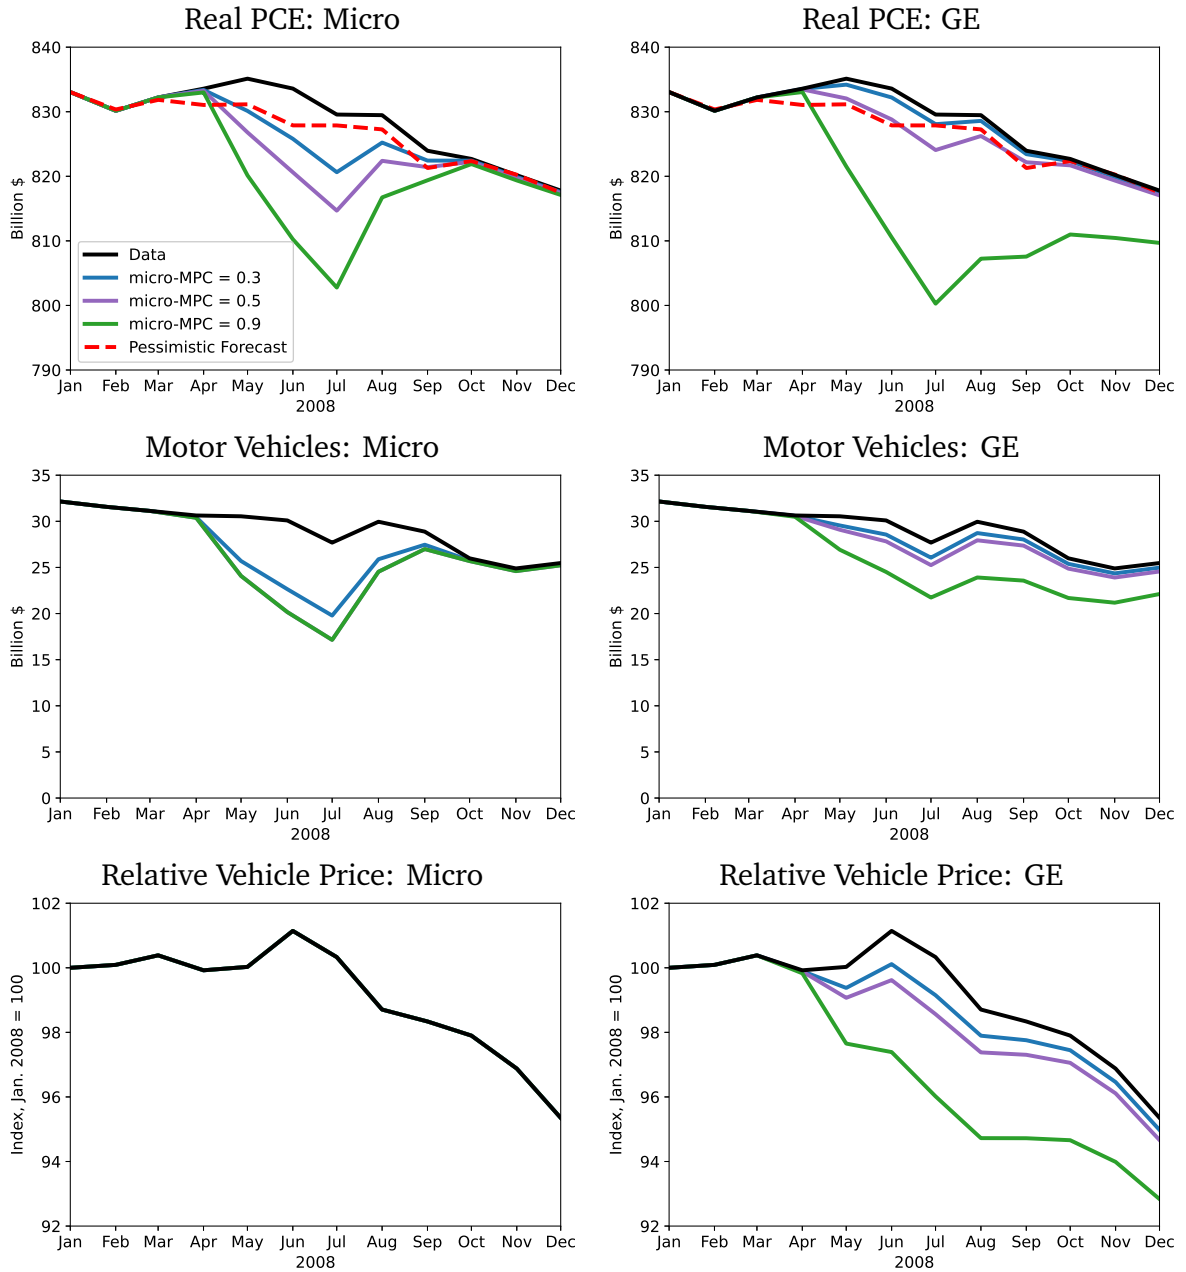 Real PCE: Micro
840
830
820
810
800
790
Billion $
Data
micro-MPC = 0.3
micro-MPC = 0.5
micro-MPC = 0.9
Pessimistic Forecast
Jan Feb Mar Apr May Jun Jul Aug Sep Oct Nov Dec
2008
Real PCE: GE
840
830
820
810
800
790
Billion $
Jan Feb Mar Apr May Jun Jul Aug Sep Oct Nov Dec
2008
Motor Vehicles: Micro
35
30
25
20
15
10
5
0
Billion $
Jan Feb Mar Apr May Jun Jul Aug Sep Oct Nov Dec
2008
Motor Vehicles: GE
35
30
25
20
15
10
5
0
Billion $
Jan Feb Mar Apr May Jun Jul Aug Sep Oct Nov Dec
2008
Relative Vehicle Price: Micro
102
100
98
96
94
92
Index, Jan. 2008 = 100
Jan Feb Mar Apr May Jun Jul Aug Sep Oct Nov Dec
2008
Relative Vehicle Price: GE
102
100
98
96
94
92
Index, Jan. 2008 = 100
Jan Feb Mar Apr May Jun Jul Aug Sep Oct Nov Dec
2008